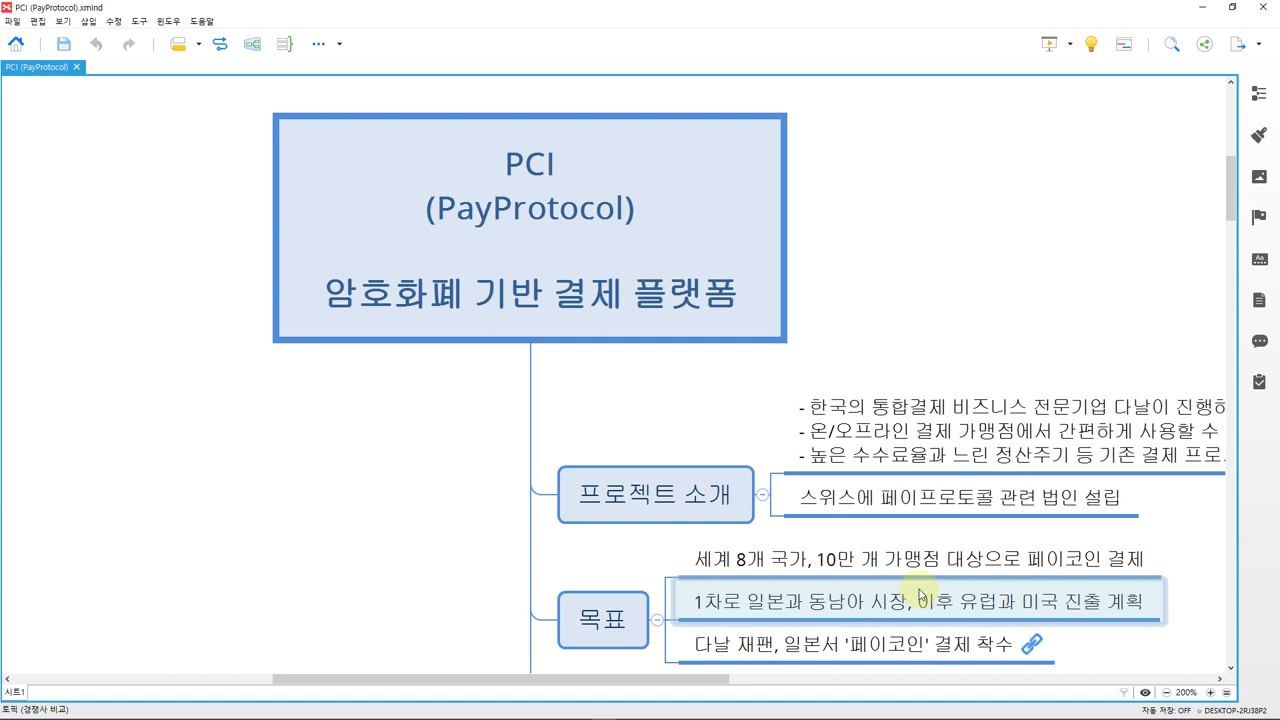 PCI (PayProtocol).xmind
파일 편집 보기 삽입 수정 도구 윈도우 도움말
PCI (PayProtocol)
PCI
(PayProtocol)
암호화폐 기반 결제 플랫폼
- 한국의 통합결제 비즈니스 전문기업 다날이 진행하
- 온/오프라인 결제 가맹점에서 간편하게 사용할 수
- 높은 수수료율과 느린 정산주기 등 기존 결제 프로
프로젝트 소개
스위스에 페이프로토콜 관련 법인 설립
세계 8개 국가, 10만 개 가맹점 대상으로 페이코인 결제
1차로 일본과 동남아 시장, 이후 유럽과 미국 진출 계획
목표
다날 재팬, 일본서 '페이코인' 결제 착수
시트1
200%
토픽 (경쟁사 비교)
자동 저장: OFF
DESKTOP-2RJ38P2